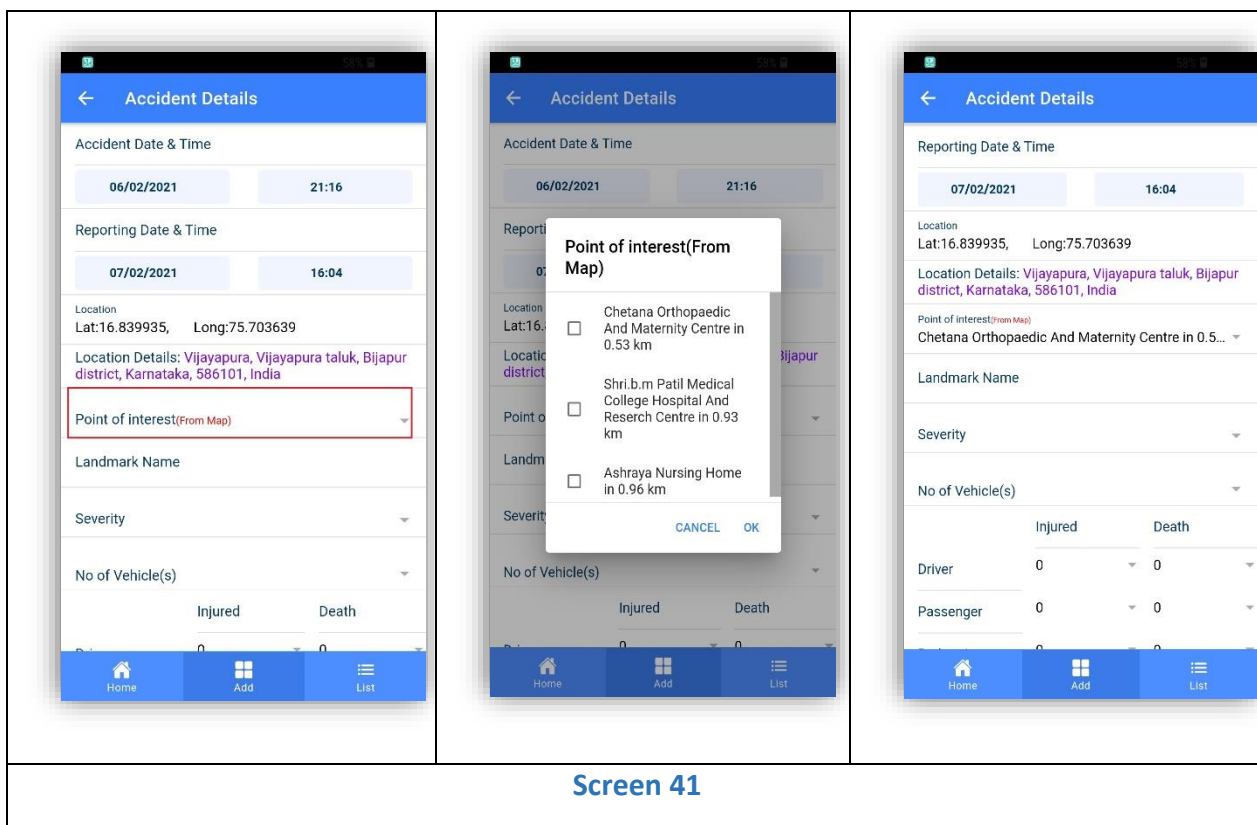 58%
Accident Details
Accident Date & Time
06/02/2021 21:16
Reporting Date & Time
07/02/2021 16:04
Location
Lat:16.839935, Long:75.703639
Location Details: Vijayapura, Vijayapura taluk, Bijapur
district, Karnataka, 586101, India
Point of interest(From Map)
Landmark Name
Severity
No of Vehicle(s)
Injured Death
0 0
Home Add List
58%
Accident Details
Accident Date & Time
06/02/2021 21:16
Reporti
07
Point of interest(From
Map)
Chetana Orthopaedic
And Maternity Centre in
0.53 km
Shri.b.m Patil Medical
College Hospital And
Reserch Centre in 0.93
km
Ashraya Nursing Home
in 0.96 km
CANCEL OK
Location
Lat:16.
Locatio Bijapur
district
Point o
Landm
Severit
No of Vehicle(s)
Injured Death
0 0
Home Add List
58%
Accident Details
Reporting Date & Time
07/02/2021 16:04
Location
Lat:16.839935, Long:75.703639
Location Details: Vijayapura, Vijayapura taluk, Bijapur
district, Karnataka, 586101, India
Point of interest(From Map)
Chetana Orthopaedic And Maternity Centre in 0.5...
Landmark Name
Severity
No of Vehicle(s)
Injured Death
Driver 0 0
Passenger 0 0
0 0
Home Add List
Screen 41